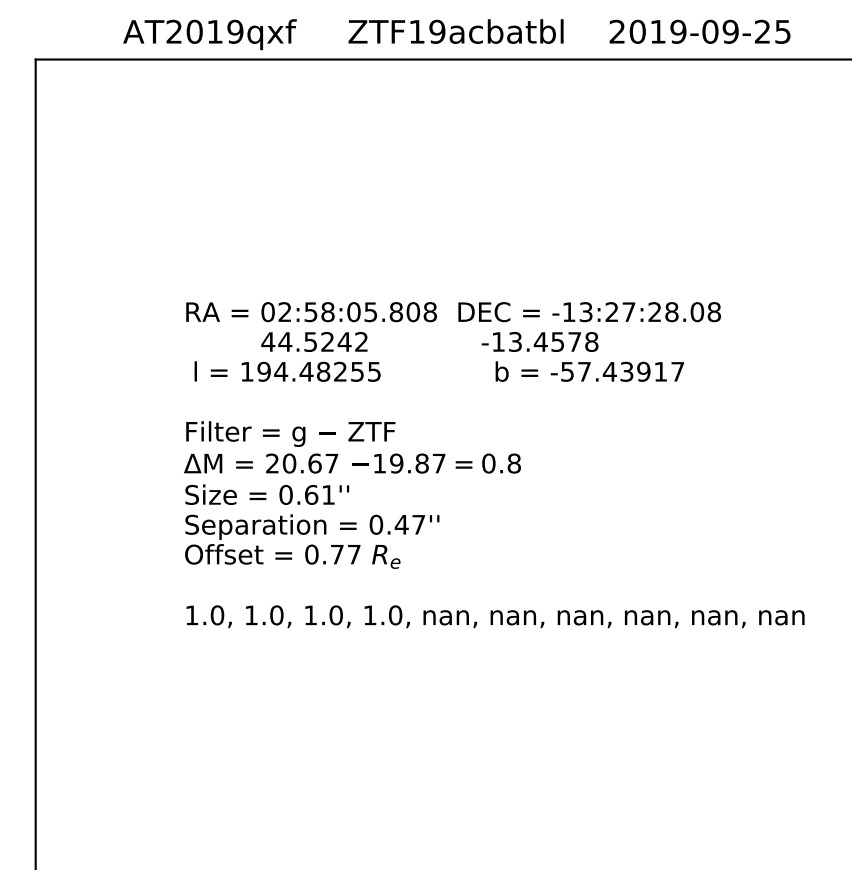 AT2019qxf ZTF19acbatbl 2019-09-25
RA = 02:58:05.808 DEC = -13:27:28.08
44.5242 -13.4578
l = 194.48255 b = -57.43917
Filter = g − ZTF
ΔM = 20.67 −19.87 = 0.8
Size = 0.61''
Separation = 0.47''
Offset = 0.77 Rₑ
1.0, 1.0, 1.0, 1.0, nan, nan, nan, nan, nan, nan